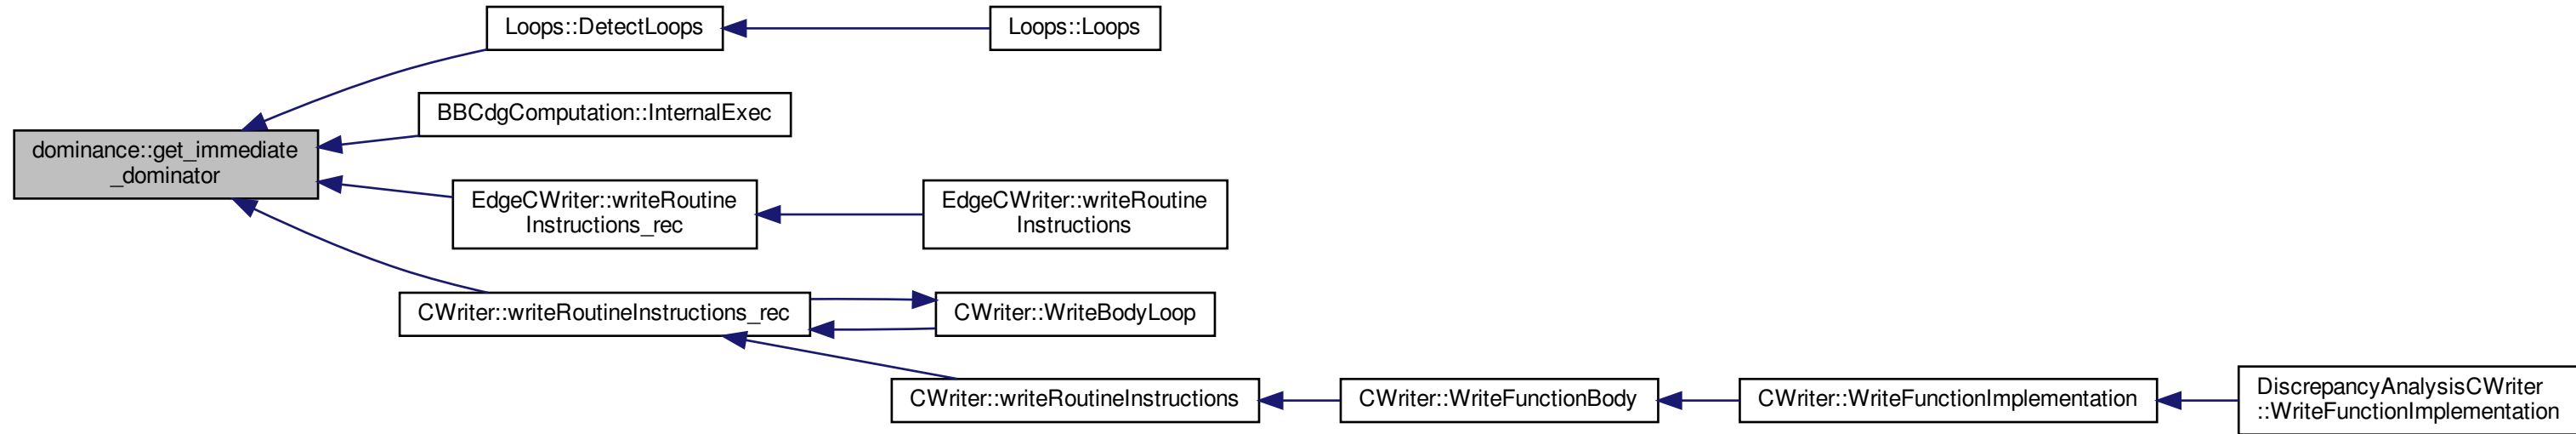 Loops::DetectLoops
Loops::Loops
BBCdgComputation::InternalExec
dominance::get_immediate
_dominator
EdgeCWriter::writeRoutine
Instructions_rec
EdgeCWriter::writeRoutine
Instructions
CWriter::writeRoutineInstructions_rec
CWriter::WriteBodyLoop
CWriter::writeRoutineInstructions
CWriter::WriteFunctionBody
CWriter::WriteFunctionImplementation
DiscrepancyAnalysisCWriter
::WriteFunctionImplementation